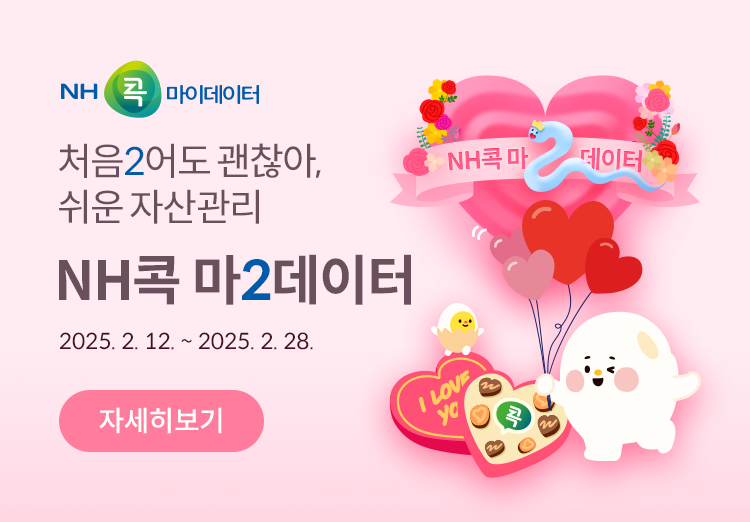 NH 콕 마이데이터
처음2어도 괜찮아,
쉬운 자산관리
NH콕 마2데이터
2025. 2. 12. ~ 2025. 2. 28.
자세히보기
NH콕 마2데이터
I LOVE
YO
콕